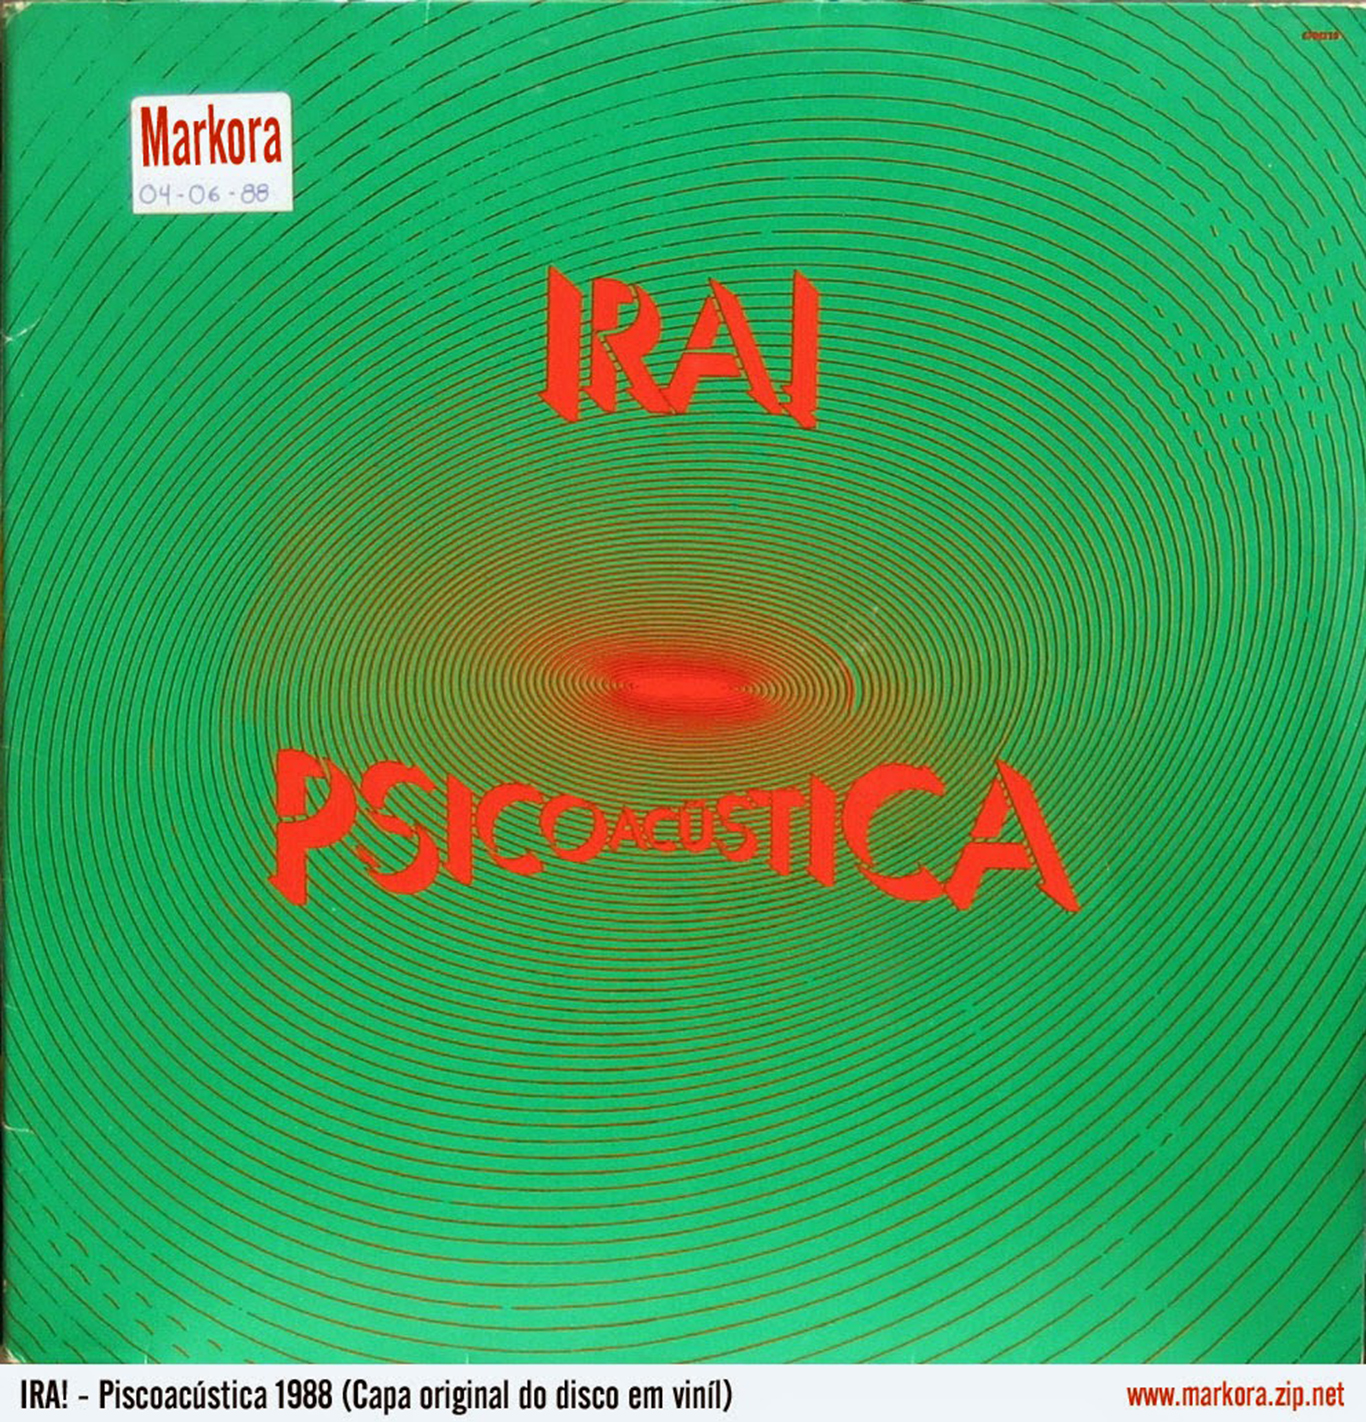 Markora
04-06-88
IRA!
PSICOACÚSTICA
IRA! - Piscoacústica 1988 (Capa original do disco em viníl)
www.markora.zip.net